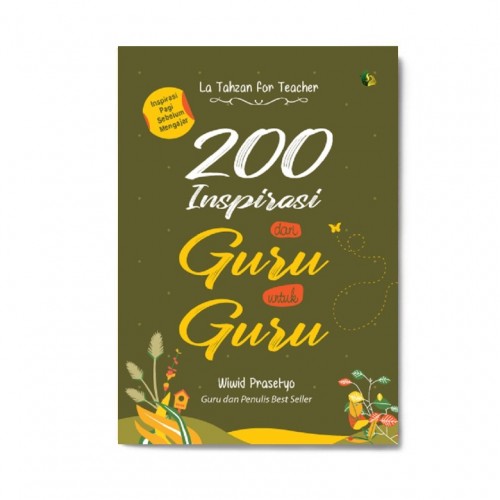 La Tahzan for Teacher
Inspirasi
Pagi
Sebelum
Mengajar
200
Inspirasi
dari
Guru
untuk
Guru
Wiwid Prasetyo
Guru dan Penulis Best Seller